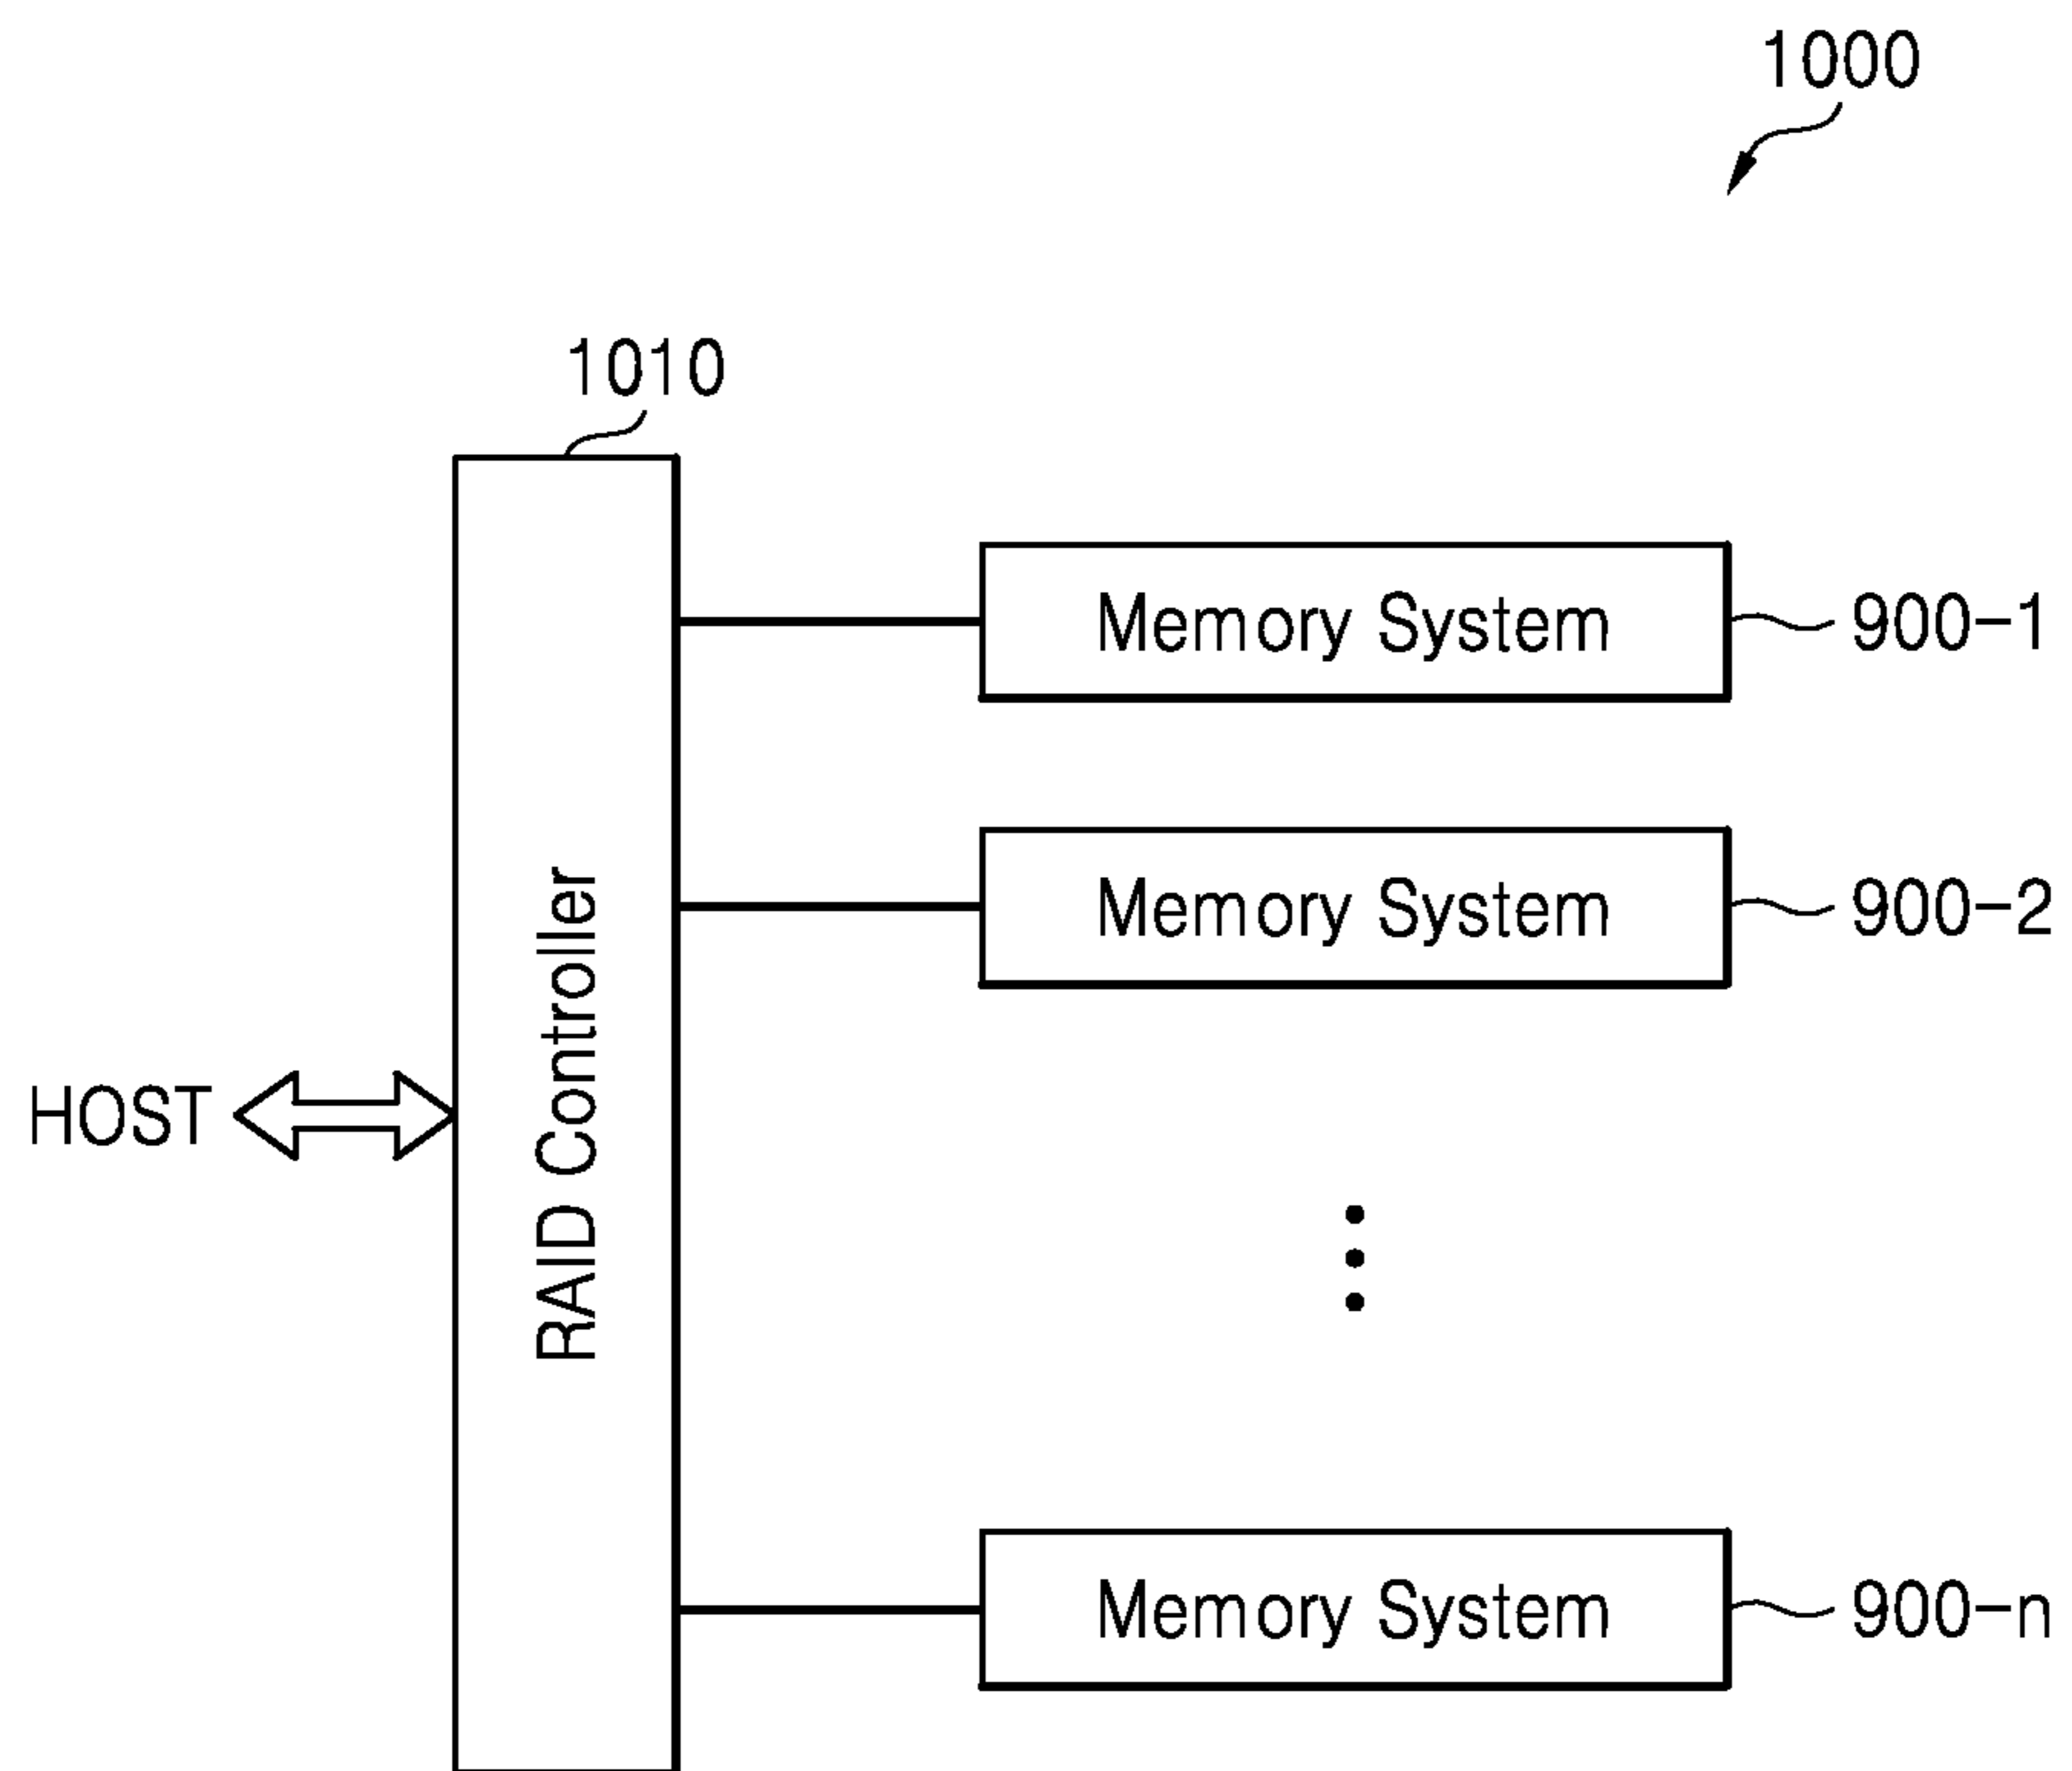 1000
1010
Memory System
900-1
Memory System
900-2
RAID Controller
HOST
Memory System
900-n